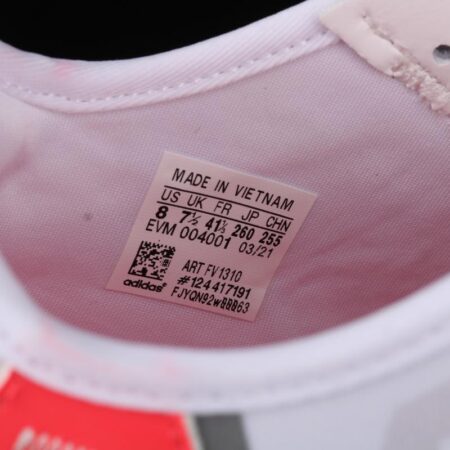 MADE IN VIETNAM
US UK FR JP CHN
8 7½ 41⅓ 260 255
EVM 004001 03/21
ART FV1310
#124417191
adidas®